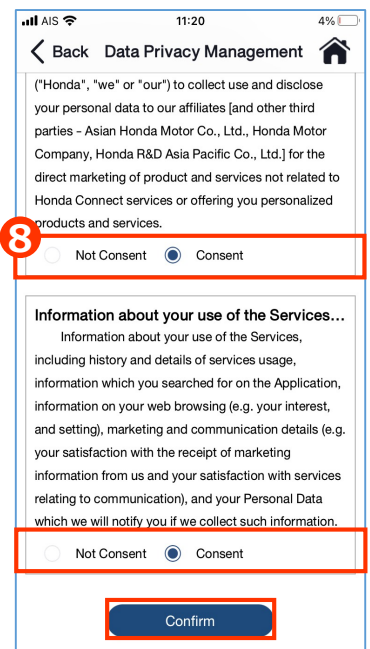 AIS 11:20 4%
Back Data Privacy Management
("Honda", "we" or "our") to collect use and disclose
your personal data to our affiliates [and other third
parties - Asian Honda Motor Co., Ltd., Honda Motor
Company, Honda R&D Asia Pacific Co., Ltd.] for the
direct marketing of product and services not related to
Honda Connect services or offering you personalized
products and services.
8
Not Consent Consent
Information about your use of the Services...
Information about your use of the Services,
including history and details of services usage,
information which you searched for on the Application,
information on your web browsing (e.g. your interest,
and setting), marketing and communication details (e.g.
your satisfaction with the receipt of marketing
information from us and your satisfaction with services
relating to communication), and your Personal Data
which we will notify you if we collect such information.
Not Consent Consent
Confirm